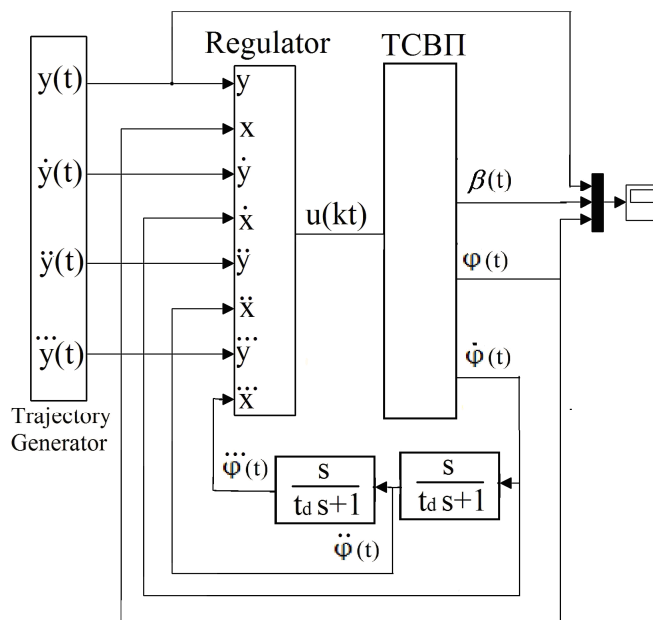 Regulator
ТСВП
y(t)
y
x
ẏ(t)
ẏ
β(t)
ẋ
u(kt)
ÿ(t)
ÿ
φ(t)
ẍ
y⃛(t)
y⃛
φ̇(t)
x⃛
Trajectory
Generator
φ⃛(t)
s
t_d s+1
s
t_d s+1
φ̈(t)